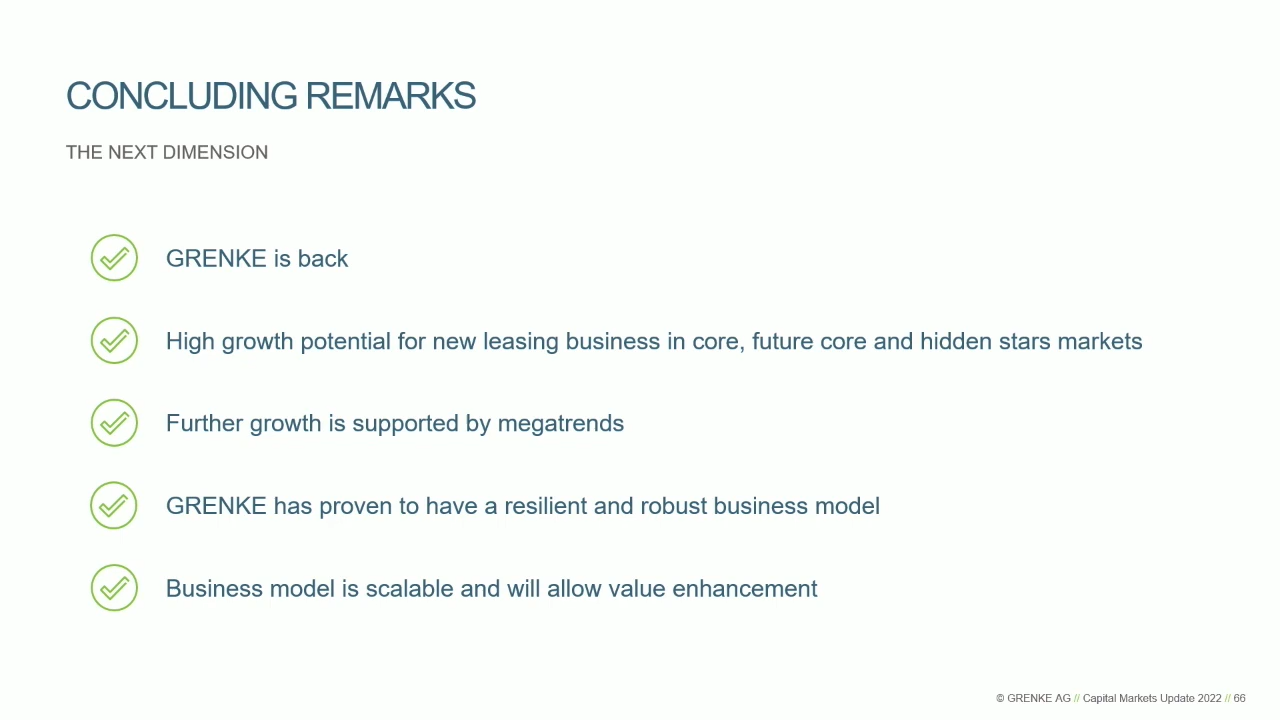 CONCLUDING REMARKS
THE NEXT DIMENSION
GRENKE is back
High growth potential for new leasing business in core, future core and hidden stars markets
Further growth is supported by megatrends
GRENKE has proven to have a resilient and robust business model
Business model is scalable and will allow value enhancement
© GRENKE AG // Capital Markets Update 2022 // 66